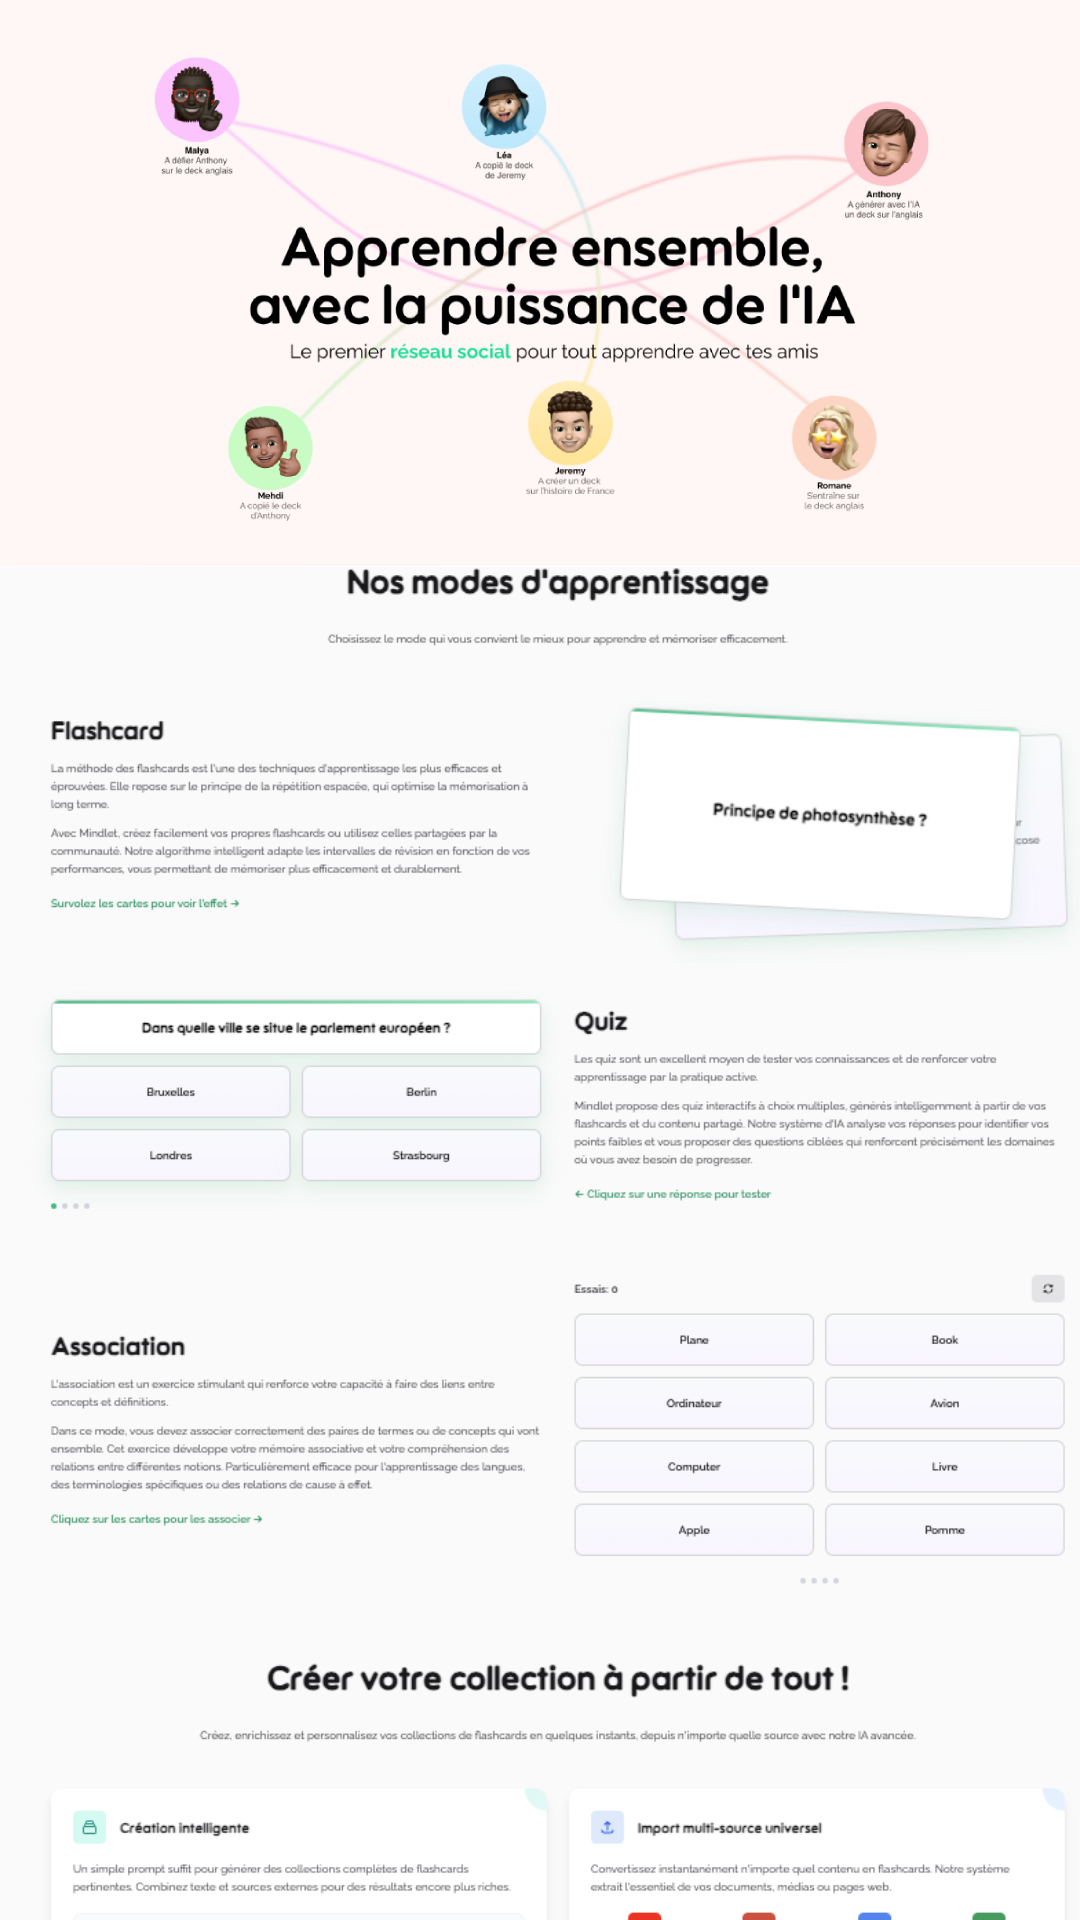 Malya
A défier Anthony
sur le deck anglais
Léa
A copié le deck
de Jeremy
Anthony
A générer avec l'IA
un deck sur l'anglais
Apprendre ensemble,
avec la puissance de l'IA
Le premier réseau social pour tout apprendre avec tes amis
Mehdi
A copié le deck
d'Anthony
Jeremy
A créer un deck
sur l'histoire de France
Romane
S'entraîne sur
le deck anglais
Nos modes d'apprentissage
Choisissez le mode qui vous convient le mieux pour apprendre et mémoriser efficacement.
Flashcard
La méthode des flashcards est l'une des techniques d'apprentissage les plus efficaces et
éprouvées. Elle repose sur le principe de la répétition espacée, qui optimise la mémorisation à
long terme.
Avec Mindlet, créez facilement vos propres flashcards ou utilisez celles partagées par la
communauté. Notre algorithme intelligent adapte les intervalles de révision en fonction de vos
performances, vous permettant de mémoriser plus efficacement et durablement.
Survolez les cartes pour voir l'effet →
Principe de photosynthèse ?
Dans quelle ville se situe le parlement européen ?
Bruxelles
Berlin
Londres
Strasbourg
Quiz
Les quiz sont un excellent moyen de tester vos connaissances et de renforcer votre
apprentissage par la pratique active.
Mindlet propose des quiz interactifs à choix multiples, générés intelligemment à partir de vos
flashcards et du contenu partagé. Notre système d'IA analyse vos réponses pour identifier vos
points faibles et vous proposer des questions ciblées qui renforcent précisément les domaines
où vous avez besoin de progresser.
← Cliquez sur une réponse pour tester
Association
L'association est un exercice stimulant qui renforce votre capacité à faire des liens entre
concepts et définitions.
Dans ce mode, vous devez associer correctement des paires de termes ou de concepts qui vont
ensemble. Cet exercice développe votre mémoire associative et votre compréhension des
relations entre différentes notions. Particulièrement efficace pour l'apprentissage des langues,
des terminologies spécifiques ou des relations de cause à effet.
Cliquez sur les cartes pour les associer →
Essais: 0
Plane
Book
Ordinateur
Avion
Computer
Livre
Apple
Pomme
Créer votre collection à partir de tout !
Créez, enrichissez et personnalisez vos collections de flashcards en quelques instants, depuis n'importe quelle source avec notre IA avancée.
Création intelligente
Un simple prompt suffit pour générer des collections complètes de flashcards
pertinentes. Combinez texte et sources externes pour des résultats encore plus riches.
Import multi-source universel
Convertissez instantanément n'importe quel contenu en flashcards. Notre système
extrait l'essentiel de vos documents, médias ou pages web.